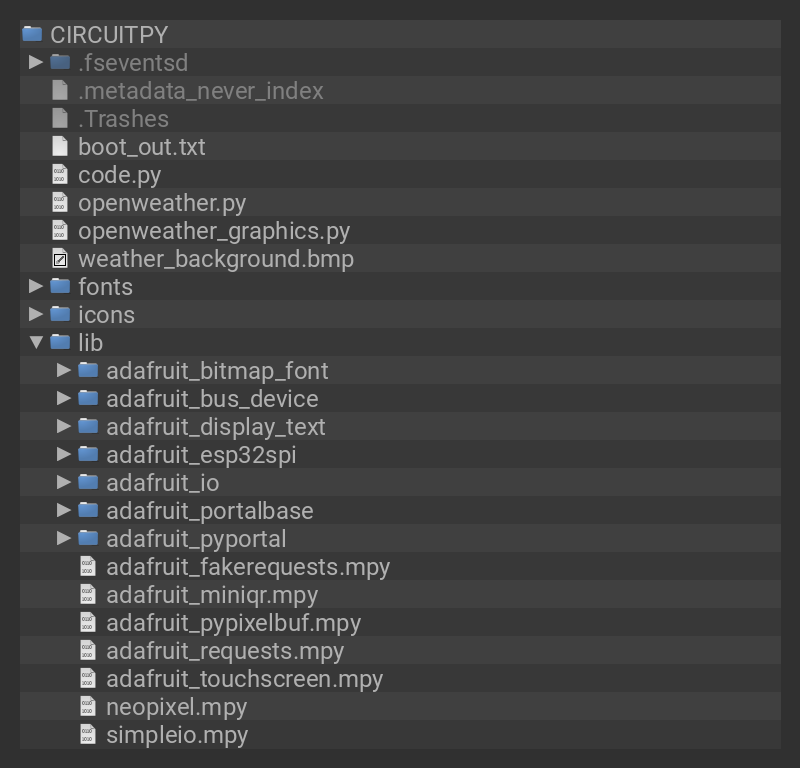 CIRCUITPY
.fseventsd
.metadata_never_index
.Trashes
boot_out.txt
code.py
openweather.py
openweather_graphics.py
weather_background.bmp
fonts
icons
lib
adafruit_bitmap_font
adafruit_bus_device
adafruit_display_text
adafruit_esp32spi
adafruit_io
adafruit_portalbase
adafruit_pyportal
adafruit_fakerequests.mpy
adafruit_miniqr.mpy
adafruit_pypixelbuf.mpy
adafruit_requests.mpy
adafruit_touchscreen.mpy
neopixel.mpy
simpleio.mpy